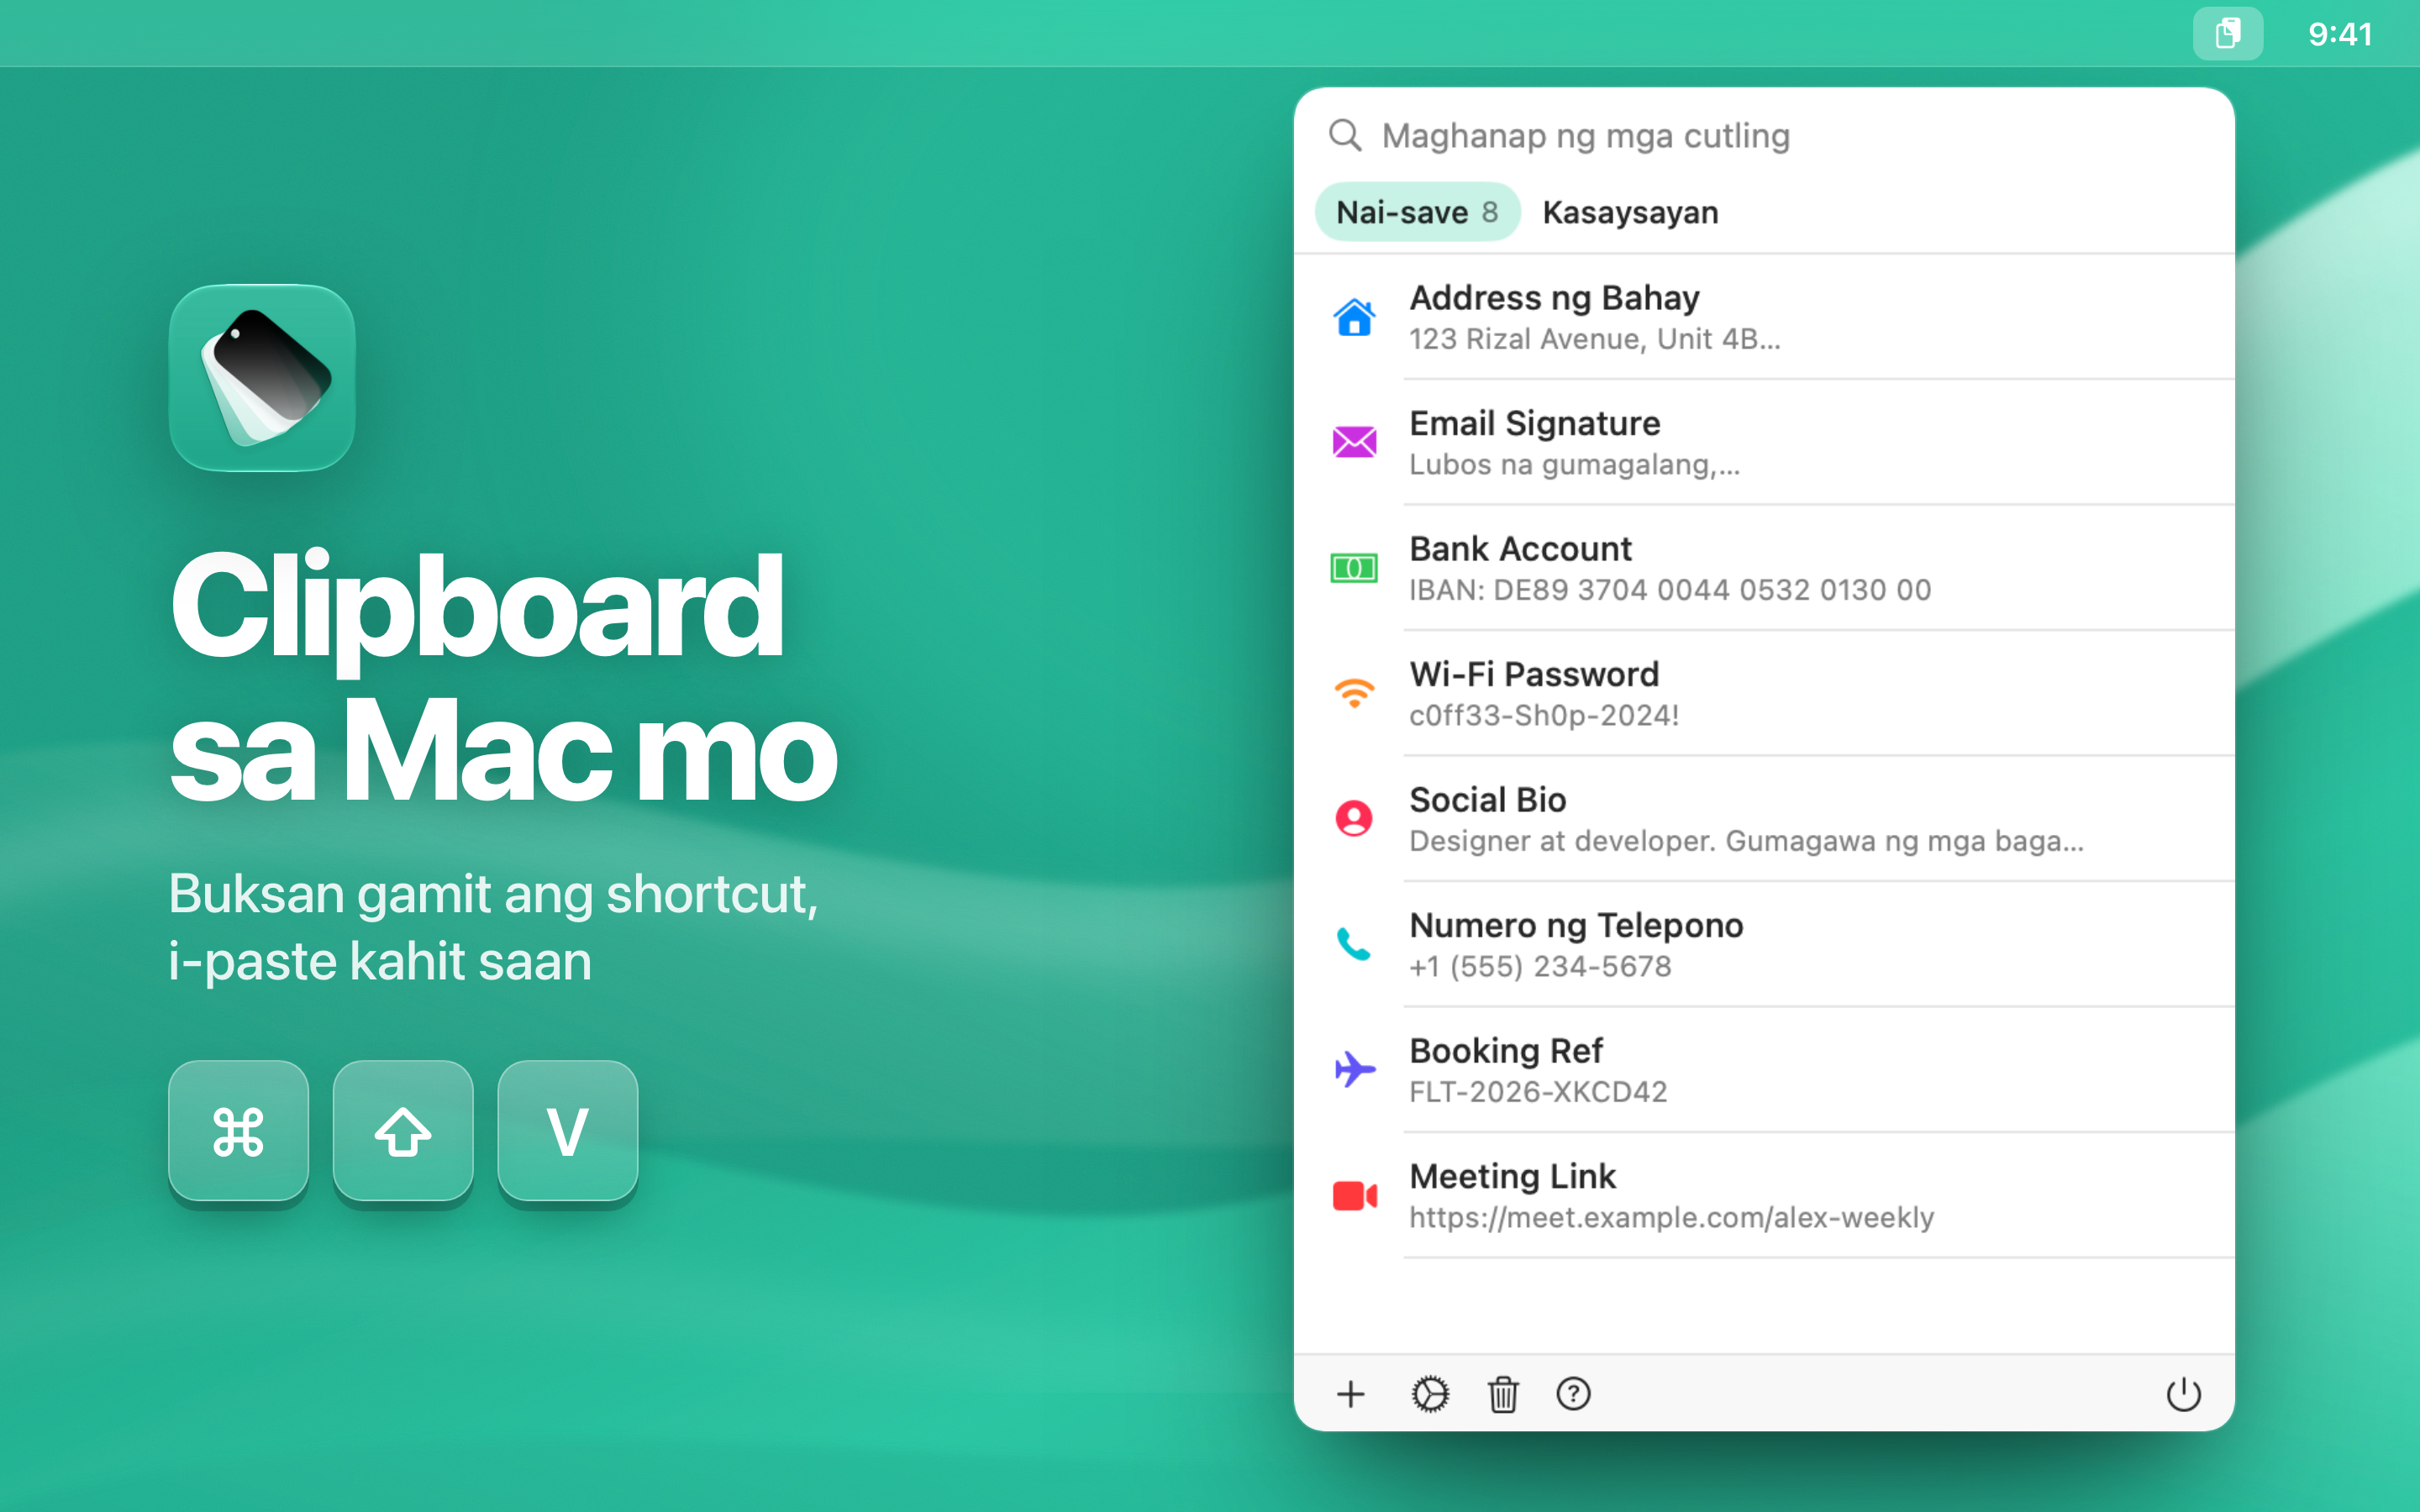 9:41
Clipboard
sa Mac mo
Buksan gamit ang shortcut,
i-paste kahit saan
⌘ ⇧ V
Maghanap ng mga cutling
Nai-save 8 Kasaysayan
Address ng Bahay
123 Rizal Avenue, Unit 4B...
Email Signature
Lubos na gumagalang,...
Bank Account
IBAN: DE89 3704 0044 0532 0130 00
Wi-Fi Password
c0ff33-Sh0p-2024!
Social Bio
Designer at developer. Gumagawa ng mga baga...
Numero ng Telepono
+1 (555) 234-5678
Booking Ref
FLT-2026-XKCD42
Meeting Link
https://meet.example.com/alex-weekly